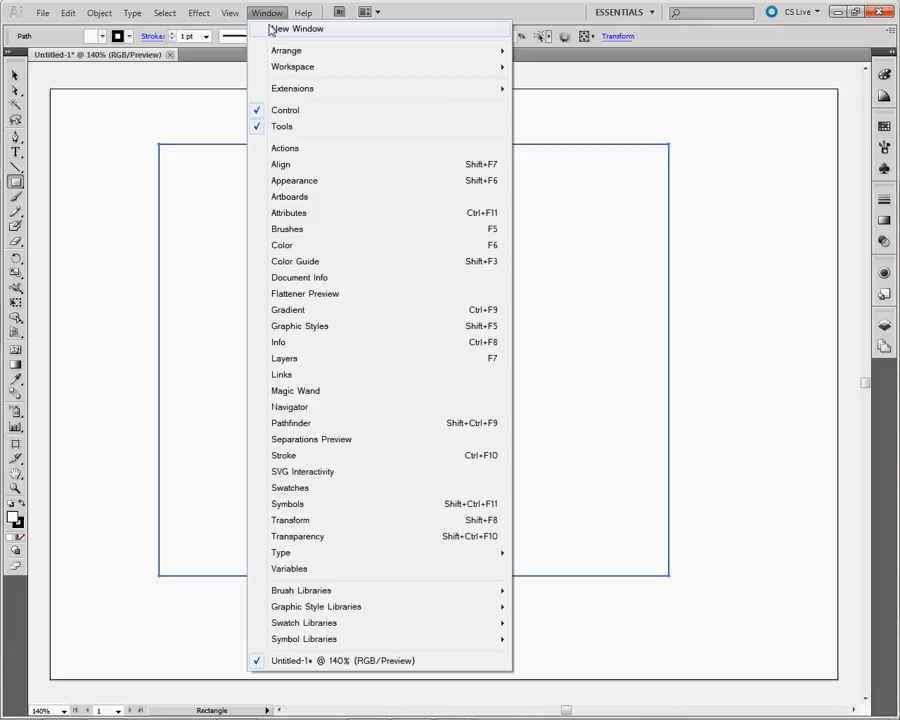 Ai File Edit Object Type Select Effect View Window Help Br ESSENTIALS CS Live
Path Stroke: 1 pt % Transform
Untitled-1* @ 140% (RGB/Preview)
New Window
Arrange
Workspace
Extensions
Control
Tools
Actions
Align Shift+F7
Appearance Shift+F6
Artboards
Attributes Ctrl+F11
Brushes F5
Color F6
Color Guide Shift+F3
Document Info
Flattener Preview
Gradient Ctrl+F9
Graphic Styles Shift+F5
Info Ctrl+F8
Layers F7
Links
Magic Wand
Navigator
Pathfinder Shift+Ctrl+F9
Separations Preview
Stroke Ctrl+F10
SVG Interactivity
Swatches
Symbols Shift+Ctrl+F11
Transform Shift+F8
Transparency Shift+Ctrl+F10
Type
Variables
Brush Libraries
Graphic Style Libraries
Swatch Libraries
Symbol Libraries
Untitled-1* @ 140% (RGB/Preview)
140% 1 Rectangle